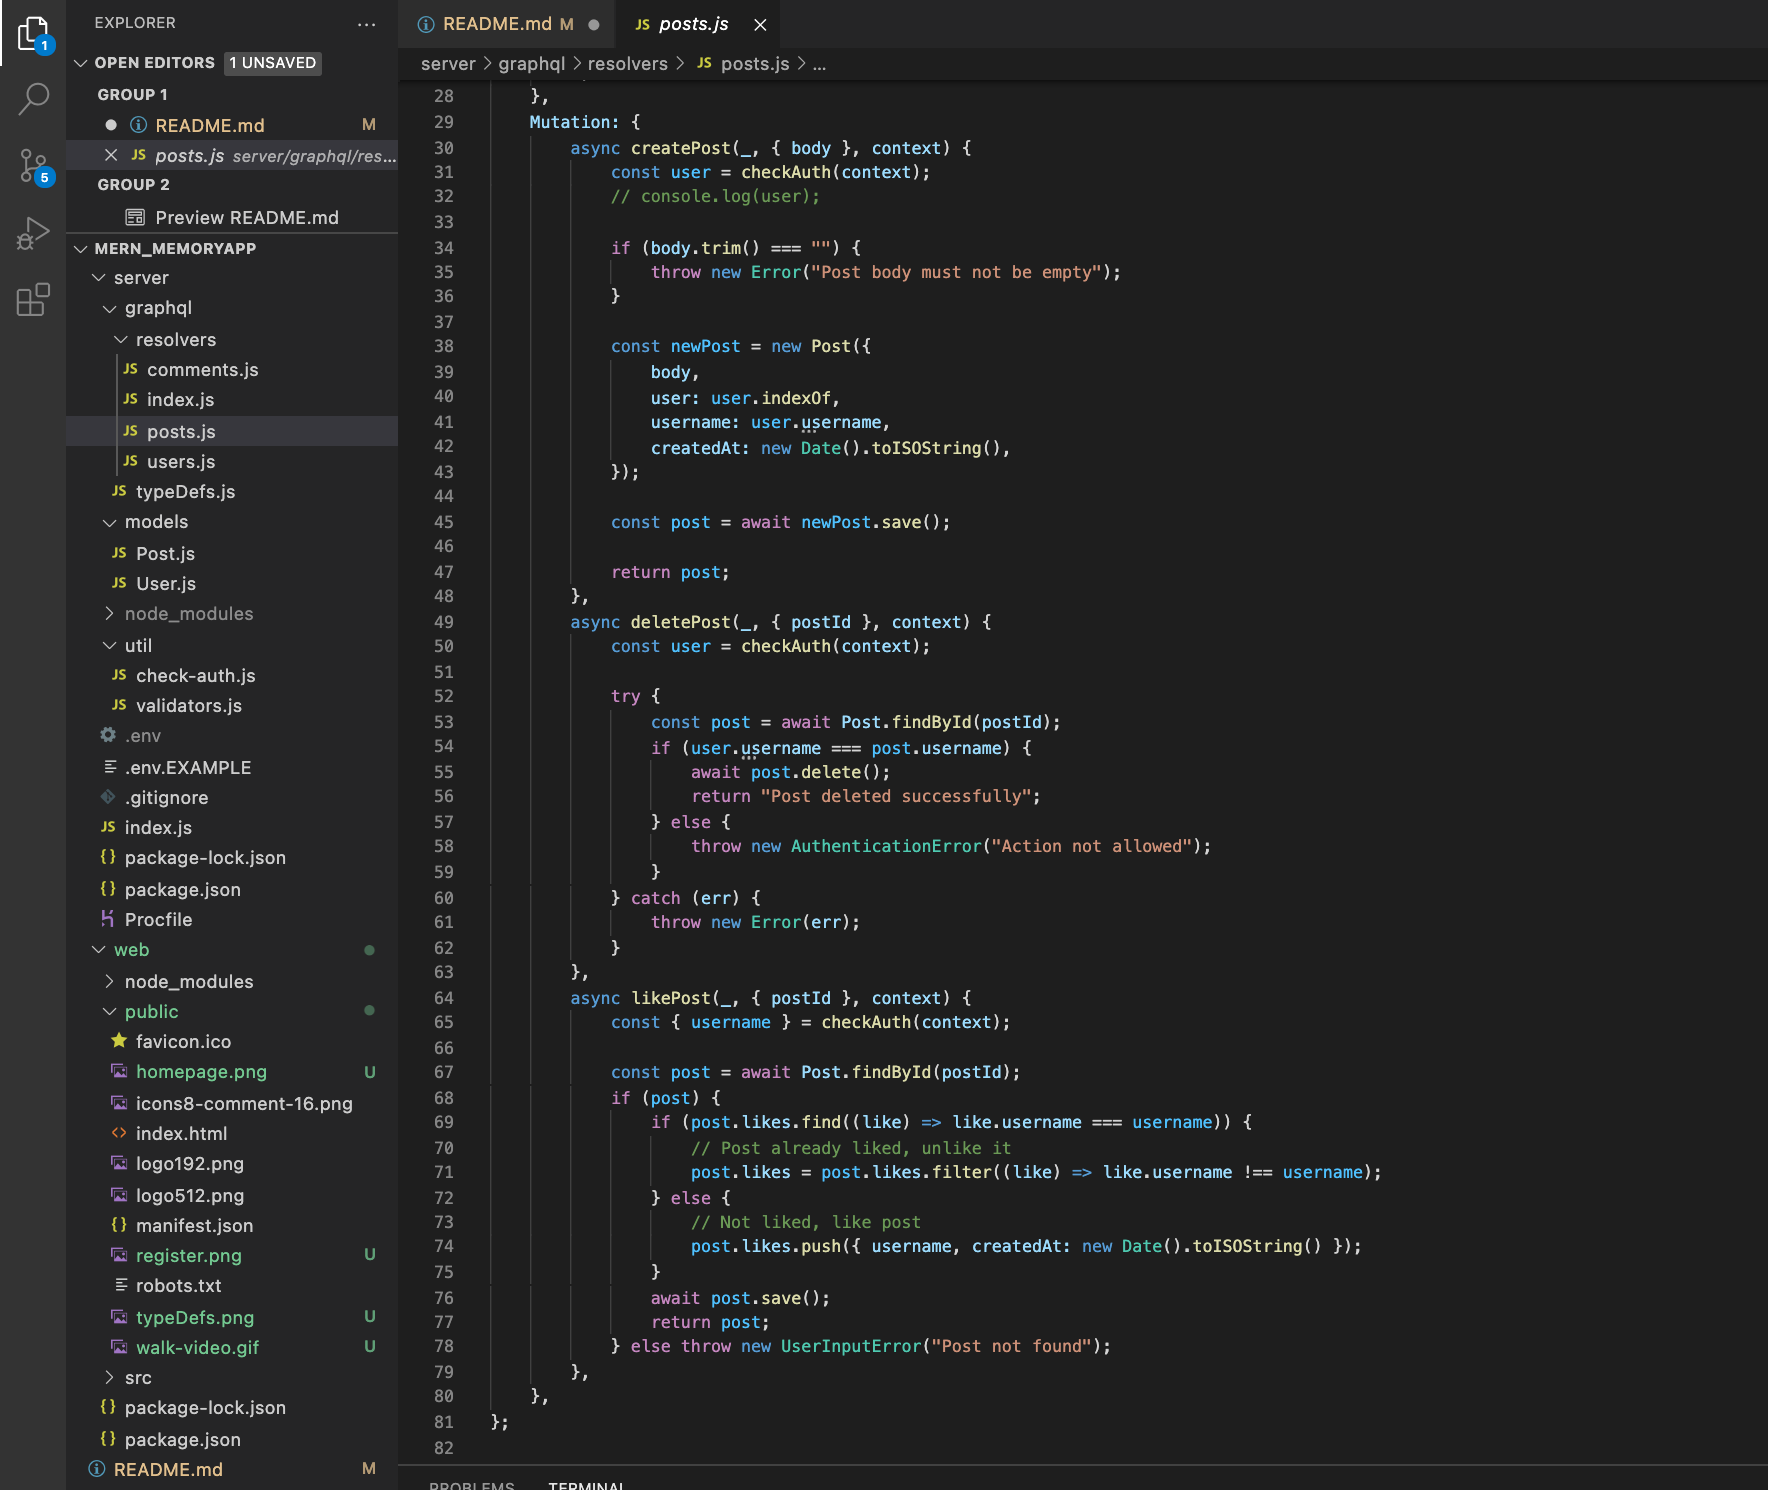 EXPLORER
OPEN EDITORS 1 UNSAVED
GROUP 1
README.md M
posts.js server/graphql/res...
GROUP 2
Preview README.md
MERN_MEMORYAPP
server
graphql
resolvers
JS comments.js
JS index.js
JS posts.js
JS users.js
JS typeDefs.js
models
JS Post.js
JS User.js
node_modules
util
JS check-auth.js
JS validators.js
.env
.env.EXAMPLE
.gitignore
JS index.js
{} package-lock.json
{} package.json
Procfile
web
node_modules
public
favicon.ico
homepage.png U
icons8-comment-16.png
<> index.html
logo192.png
logo512.png
{} manifest.json
register.png U
robots.txt
typeDefs.png U
walk-video.gif U
src
{} package-lock.json
{} package.json
README.md M
1
5
README.md M
JS posts.js
server > graphql > resolvers > JS posts.js > ...
28 },
29 Mutation: {
30 async createPost(_, { body }, context) {
31 const user = checkAuth(context);
32 // console.log(user);
33
34 if (body.trim() === "") {
35 throw new Error("Post body must not be empty");
36 }
37
38 const newPost = new Post({
39 body,
40 user: user.indexOf,
41 username: user.username,
42 createdAt: new Date().toISOString(),
43 });
44
45 const post = await newPost.save();
46
47 return post;
48 },
49 async deletePost(_, { postId }, context) {
50 const user = checkAuth(context);
51
52 try {
53 const post = await Post.findById(postId);
54 if (user.username === post.username) {
55 await post.delete();
56 return "Post deleted successfully";
57 } else {
58 throw new AuthenticationError("Action not allowed");
59 }
60 } catch (err) {
61 throw new Error(err);
62 }
63 },
64 async likePost(_, { postId }, context) {
65 const { username } = checkAuth(context);
66
67 const post = await Post.findById(postId);
68 if (post) {
69 if (post.likes.find((like) => like.username === username)) {
70 // Post already liked, unlike it
71 post.likes = post.likes.filter((like) => like.username !== username);
72 } else {
73 // Not liked, like post
74 post.likes.push({ username, createdAt: new Date().toISOString() });
75 }
76 await post.save();
77 return post;
78 } else throw new UserInputError("Post not found");
79 },
80 },
81 };
82
PROBLEMS TERMINAL